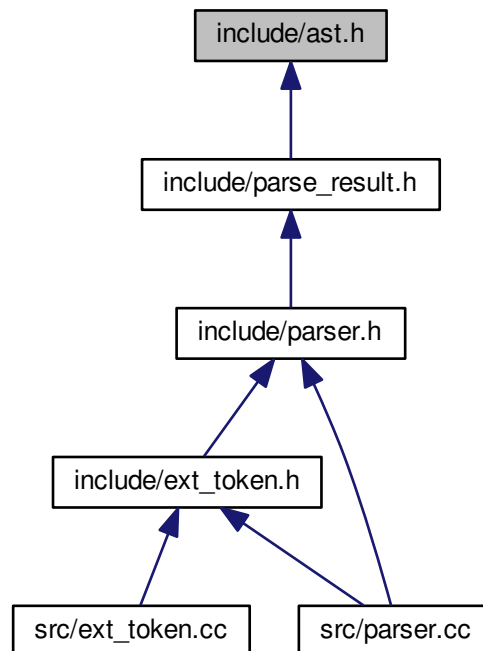 include/ast.h
include/parse_result.h
include/parser.h
include/ext_token.h
src/ext_token.cc
src/parser.cc